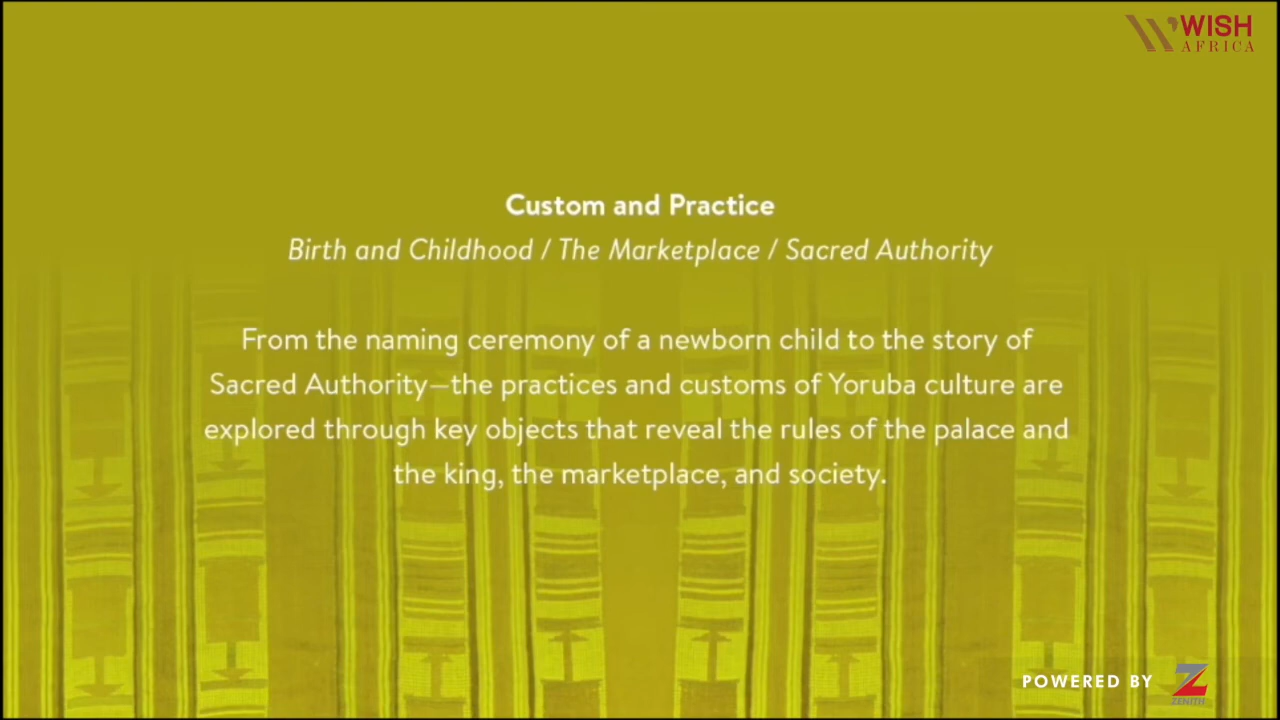 WISH
AFRICA
Custom and Practice
Birth and Childhood / The Marketplace / Sacred Authority
From the naming ceremony of a newborn child to the story of
Sacred Authority—the practices and customs of Yoruba culture are
explored through key objects that reveal the rules of the palace and
the king, the marketplace, and society.
POWERED BY
ZENITH